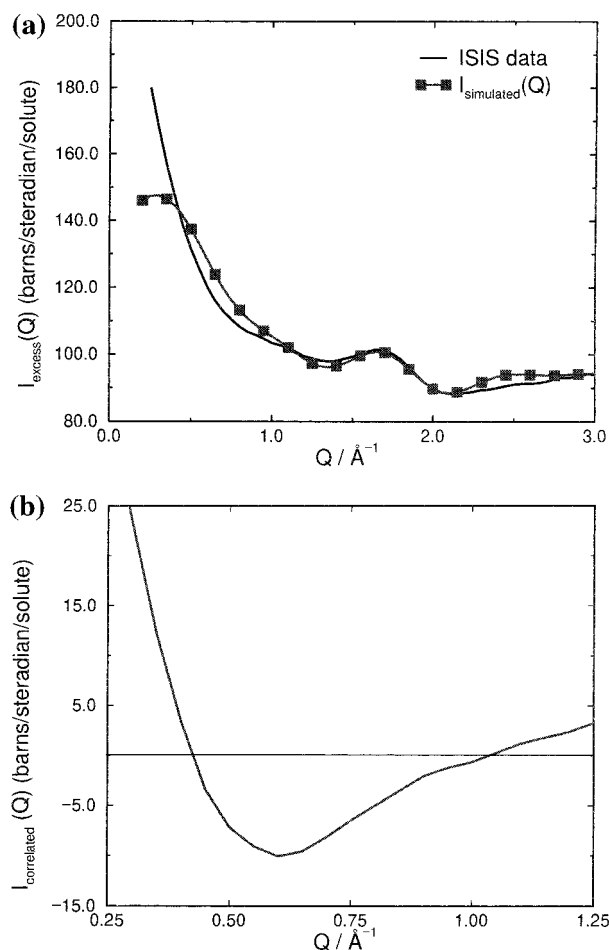 (a)
200.0
180.0
160.0
140.0
120.0
100.0
80.0
I_excess(Q) (barns/steradian/solute)
ISIS data
I_simulated(Q)
0.0 1.0 2.0 3.0
Q / Å⁻¹
(b)
25.0
15.0
5.0
−5.0
−15.0
I_correlated (Q) (barns/steradian/solute)
0.25 0.50 0.75 1.00 1.25
Q / Å⁻¹